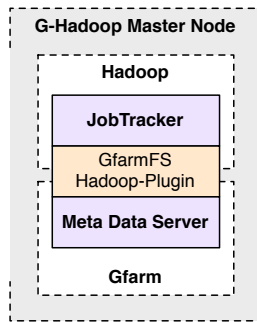 G-Hadoop Master Node
Hadoop
JobTracker
GfarmFS
Hadoop-Plugin
Meta Data Server
Gfarm